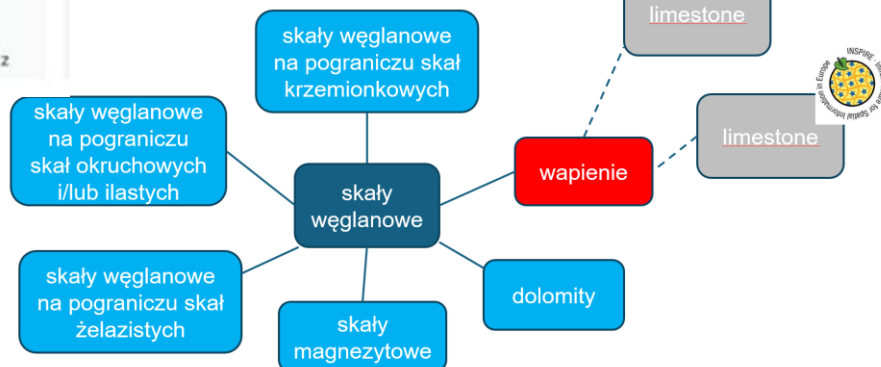 z
limestone
skały węglanowe
na pograniczu skał
krzemionkowych
INSPIRE
skały węglanowe
na pograniczu
skał okruchowych
i/lub ilastych
limestone
wapienie
skały
węglanowe
skały węglanowe
na pograniczu skał
żelazistych
dolomity
skały
magnezytowe